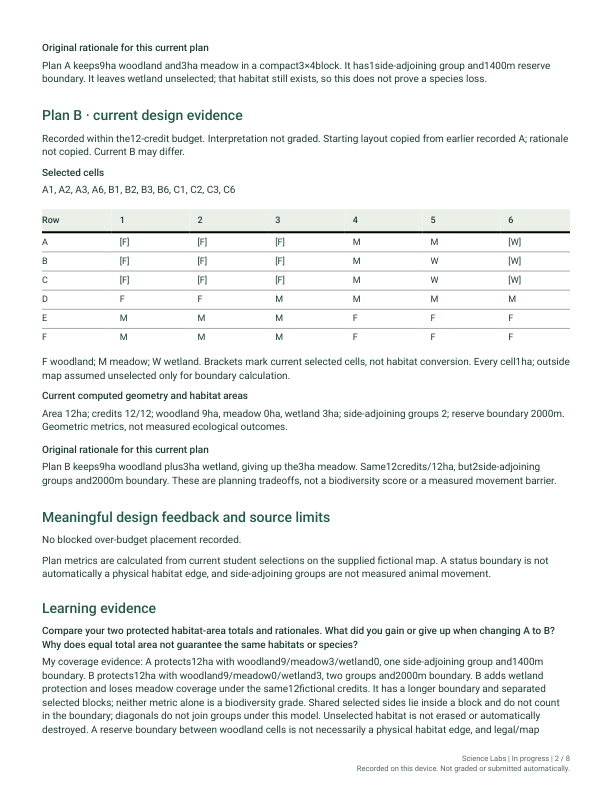 Original rationale for this current plan
Plan A keeps9ha woodland and3ha meadow in a compact3×4block. It has1side-adjoining group and1400m reserve
boundary. It leaves wetland unselected; that habitat still exists, so this does not prove a species loss.
Plan B · current design evidence
Recorded within the12-credit budget. Interpretation not graded. Starting layout copied from earlier recorded A; rationale
not copied. Current B may differ.
Selected cells
A1, A2, A3, A6, B1, B2, B3, B6, C1, C2, C3, C6
Row 1 2 3 4 5 6
A [F] [F] [F] M M [W]
B [F] [F] [F] M W [W]
C [F] [F] [F] M W [W]
D F F M M M M
E M M M F F F
F M M M F F F
F woodland; M meadow; W wetland. Brackets mark current selected cells, not habitat conversion. Every cell1ha; outside
map assumed unselected only for boundary calculation.
Current computed geometry and habitat areas
Area 12ha; credits 12/12; woodland 9ha, meadow 0ha, wetland 3ha; side-adjoining groups 2; reserve boundary 2000m.
Geometric metrics, not measured ecological outcomes.
Original rationale for this current plan
Plan B keeps9ha woodland plus3ha wetland, giving up the3ha meadow. Same12credits/12ha, but2side-adjoining
groups and2000m boundary. These are planning tradeoffs, not a biodiversity score or a measured movement barrier.
Meaningful design feedback and source limits
No blocked over-budget placement recorded.
Plan metrics are calculated from current student selections on the supplied fictional map. A status boundary is not
automatically a physical habitat edge, and side-adjoining groups are not measured animal movement.
Learning evidence
Compare your two protected habitat-area totals and rationales. What did you gain or give up when changing A to B?
Why does equal total area not guarantee the same habitats or species?
My coverage evidence: A protects12ha with woodland9/meadow3/wetland0, one side-adjoining group and1400m
boundary. B protects12ha with woodland9/meadow0/wetland3, two groups and2000m boundary. B adds wetland
protection and loses meadow coverage under the same12fictional credits. It has a longer boundary and separated
selected blocks; neither metric alone is a biodiversity grade. Shared selected sides lie inside a block and do not count
in the boundary; diagonals do not join groups under this model. Unselected habitat is not erased or automatically
destroyed. A reserve boundary between woodland cells is not necessarily a physical habitat edge, and legal/map
Science Labs | In progress | 2 / 8
Recorded on this device. Not graded or submitted automatically.